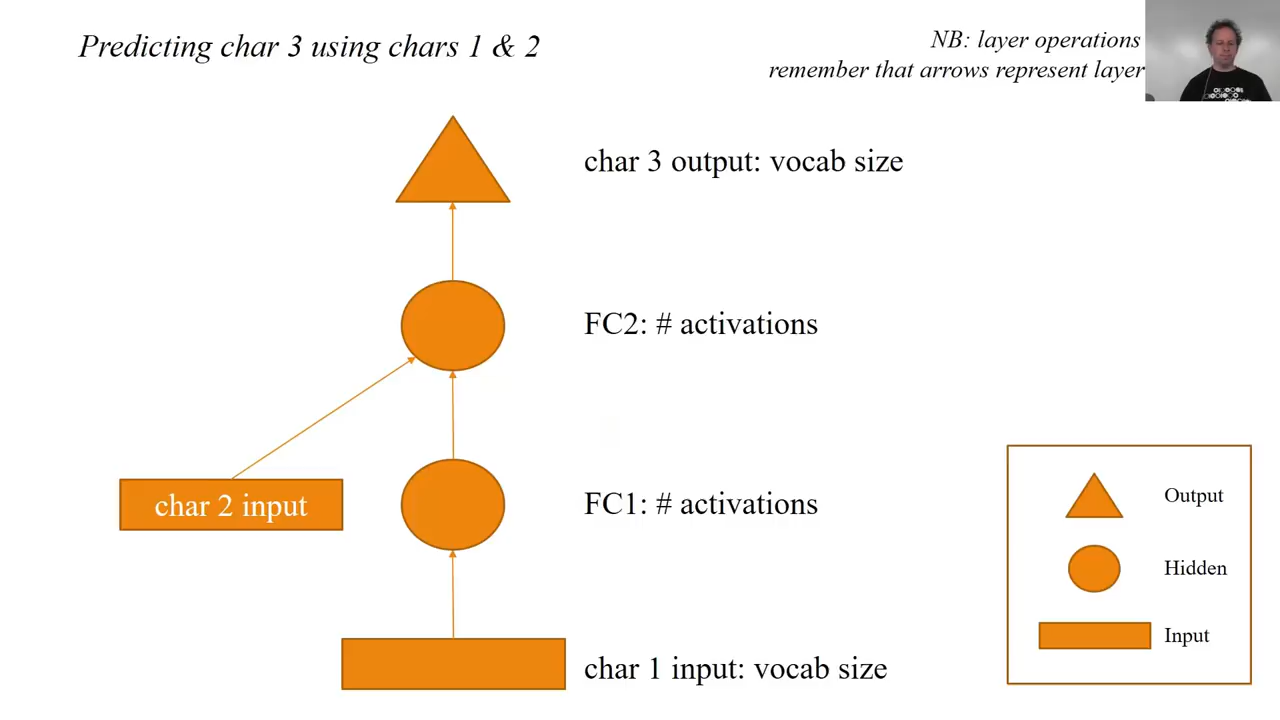 Predicting char 3 using chars 1 & 2
NB: layer operations
remember that arrows represent layer
char 3 output: vocab size
FC2: # activations
char 2 input
FC1: # activations
char 1 input: vocab size
Output
Hidden
Input